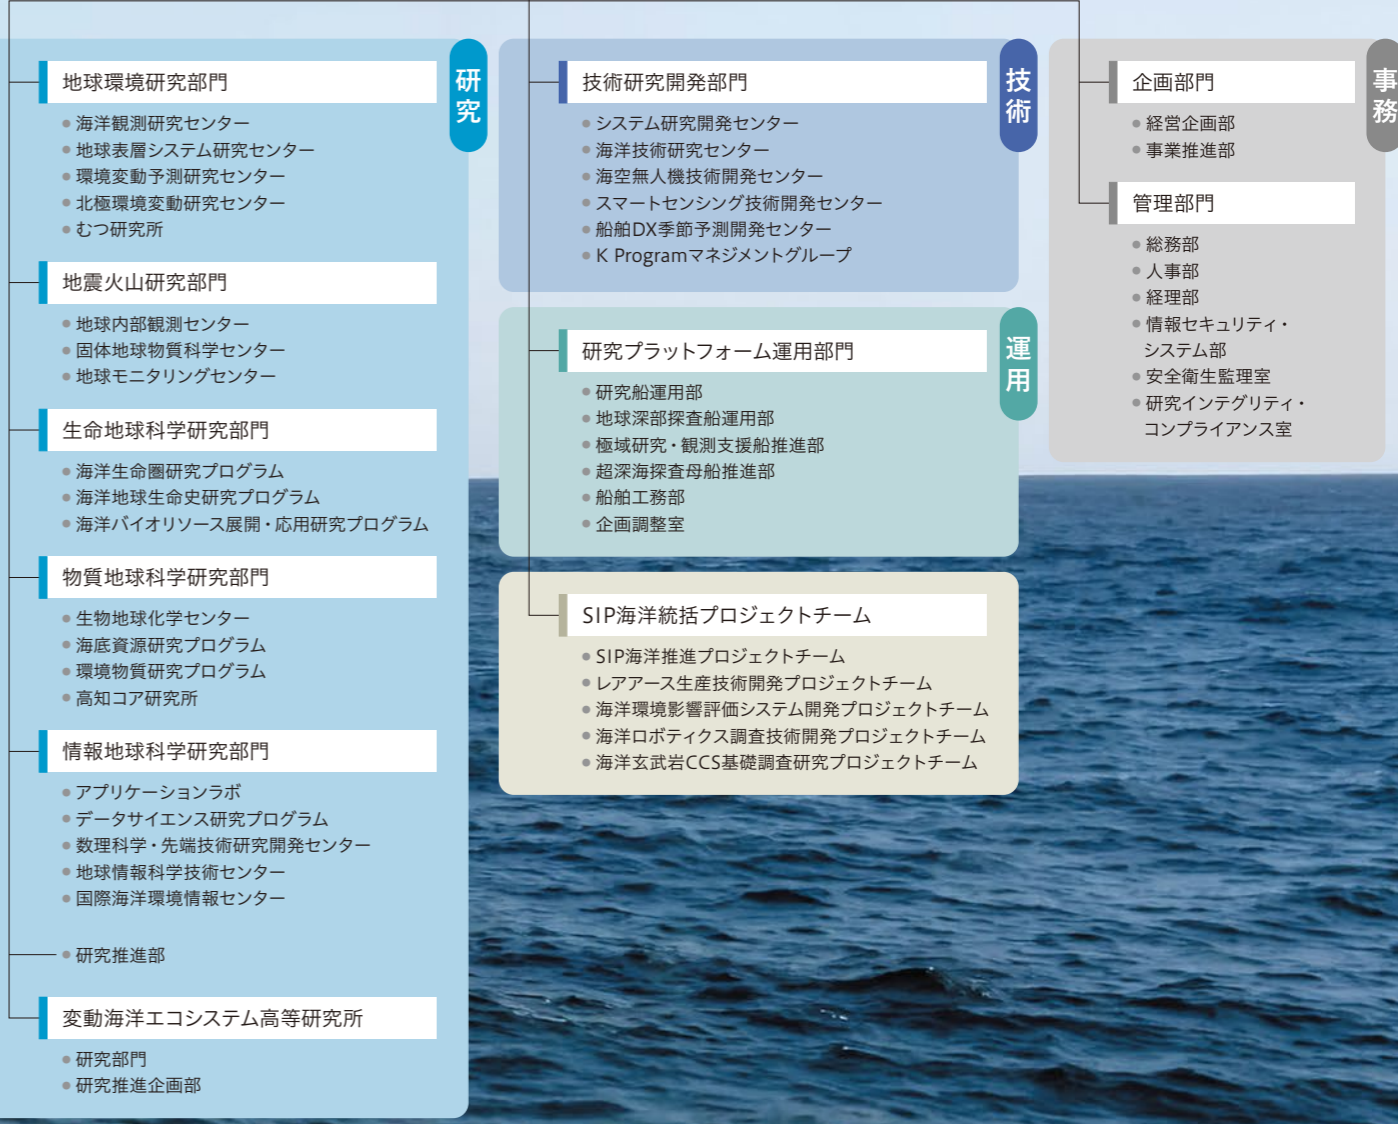 研究
地球環境研究部門
海洋観測研究センター
地球表層システム研究センター
環境変動予測研究センター
北極環境変動研究センター
むつ研究所
地震火山研究部門
地球内部観測センター
固体地球物質科学センター
地球モニタリングセンター
生命地球科学研究部門
海洋生命圏研究プログラム
海洋地球生命史研究プログラム
海洋バイオリソース展開・応用研究プログラム
物質地球科学研究部門
生物地球化学センター
海底資源研究プログラム
環境物質研究プログラム
高知コア研究所
情報地球科学研究部門
アプリケーションラボ
データサイエンス研究プログラム
数理科学・先端技術研究開発センター
地球情報科学技術センター
国際海洋環境情報センター
研究推進部
変動海洋エコシステム高等研究所
研究部門
研究推進企画部
技術
技術研究開発部門
システム研究開発センター
海洋技術研究センター
海空無人機技術開発センター
スマートセンシング技術開発センター
船舶DX季節予測開発センター
K Programマネジメントグループ
運用
研究プラットフォーム運用部門
研究船運用部
地球深部探査船運用部
極域研究・観測支援船推進部
超深海探査母船推進部
船舶工務部
企画調整室
SIP海洋統括プロジェクトチーム
SIP海洋推進プロジェクトチーム
レアアース生産技術開発プロジェクトチーム
海洋環境影響評価システム開発プロジェクトチーム
海洋ロボティクス調査技術開発プロジェクトチーム
海洋玄武岩CCS基礎調査研究プロジェクトチーム
事務
企画部門
経営企画部
事業推進部
管理部門
総務部
人事部
経理部
情報セキュリティ・
システム部
安全衛生監理室
研究インテグリティ・
コンプライアンス室